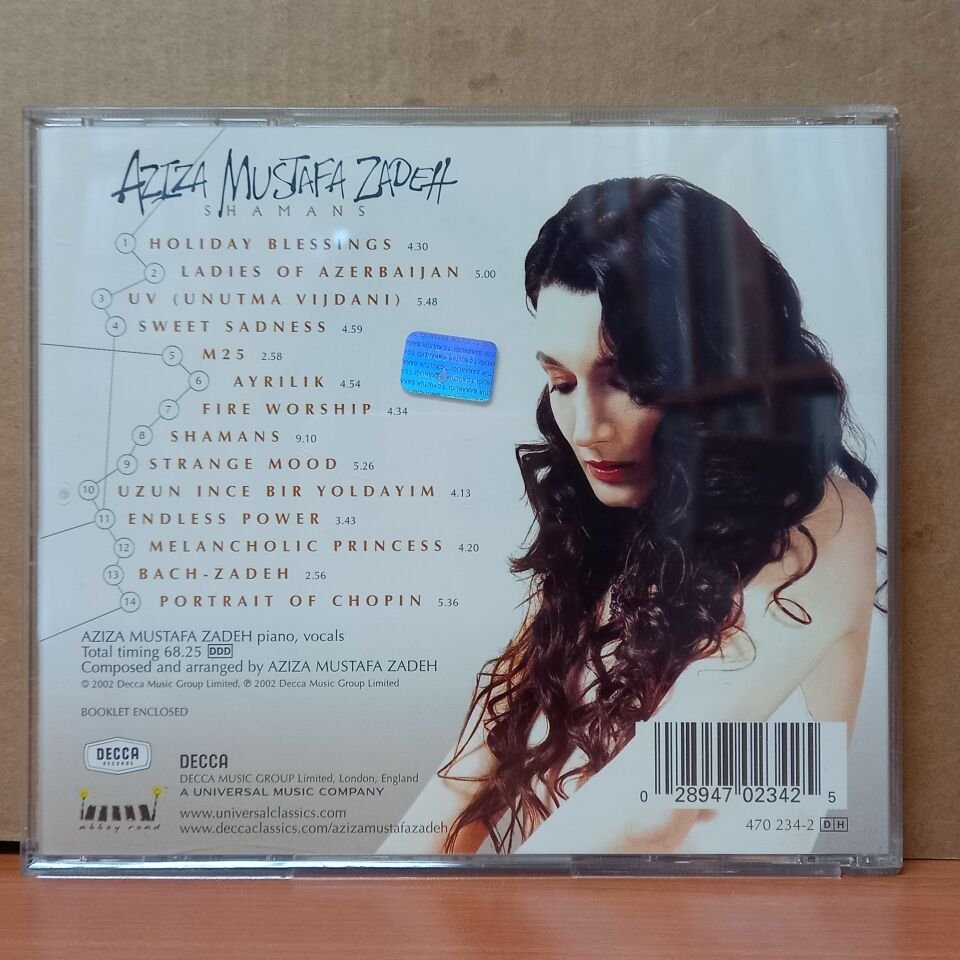 AZIZA MUSTAFA ZADEH
SHAMANS
1 HOLIDAY BLESSINGS 4.30
2 LADIES OF AZERBAIJAN 5.00
3 UV (UNUTMA VIJDANI) 5.48
4 SWEET SADNESS 4.59
5 M25 2.58
6 AYRILIK 4.54
7 FIRE WORSHIP 4.34
8 SHAMANS 9.10
9 STRANGE MOOD 5.26
10 UZUN INCE BIR YOLDAYIM 4.13
11 ENDLESS POWER 3.43
12 MELANCHOLIC PRINCESS 4.20
13 BACH-ZADEH 2.56
14 PORTRAIT OF CHOPIN 5.36
AZIZA MUSTAFA ZADEH piano, vocals
Total timing 68.25 DDD
Composed and arranged by AZIZA MUSTAFA ZADEH
© 2002 Decca Music Group Limited, ℗ 2002 Decca Music Group Limited
BOOKLET ENCLOSED
DECCA
RECORDS
DECCA
DECCA MUSIC GROUP Limited, London, England
A UNIVERSAL MUSIC COMPANY
abbey road
www.universalclassics.com
www.deccaclassics.com/azizamustafazadeh
0 28947 02342 5
470 234-2 DH